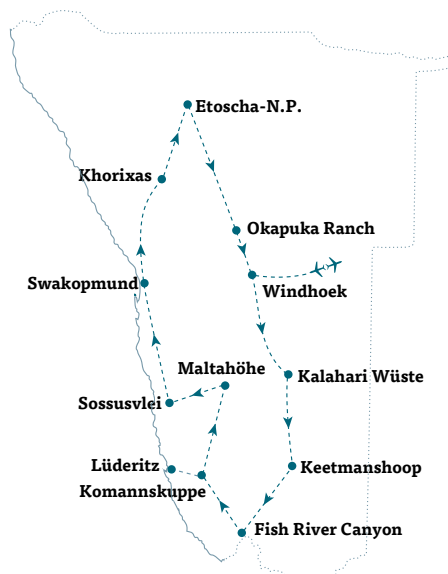 Etoscha-N.P.
Khorixas
Okapuka Ranch
Swakopmund
Windhoek
Maltahöhe
Kalahari Wüste
Sossusvlei
Lüderitz
Keetmanshoop
Komannskuppe
Fish River Canyon